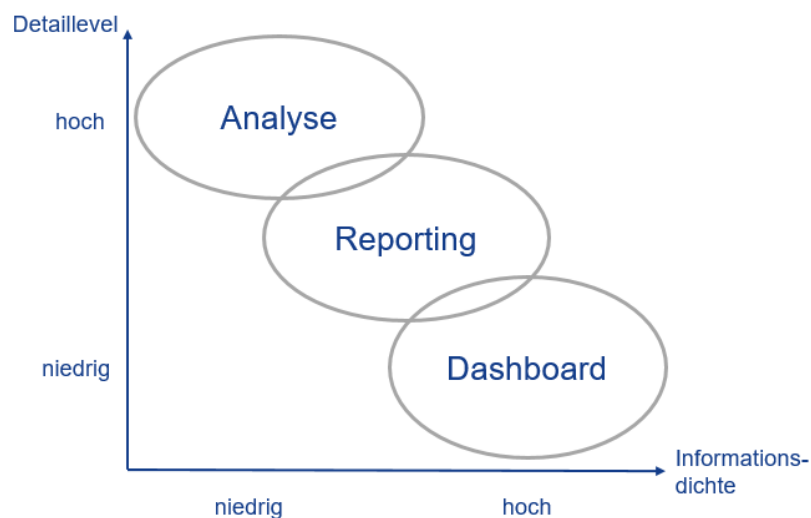 Detaillevel
hoch
Analyse
Reporting
niedrig
Dashboard
Informations-
dichte
niedrig
hoch